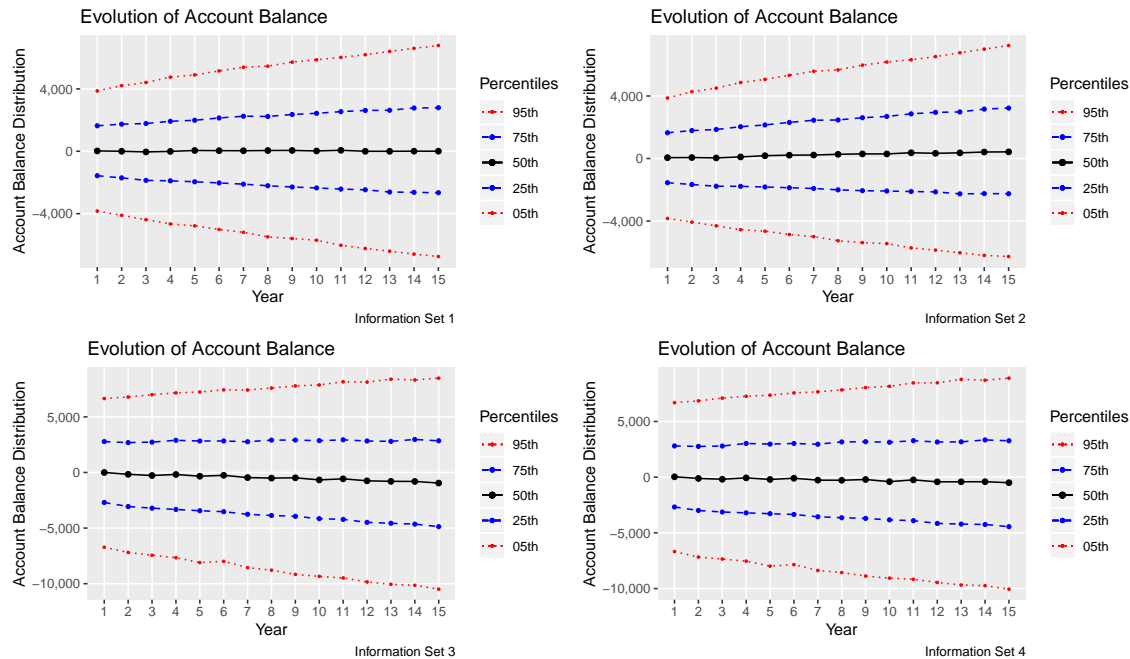 Evolution of Account Balance
Account Balance Distribution
4,000
0
−4,000
1 2 3 4 5 6 7 8 9 10 11 12 13 14 15
Year
Percentiles
95th
75th
50th
25th
05th
Information Set 1
Evolution of Account Balance
Account Balance Distribution
4,000
0
−4,000
1 2 3 4 5 6 7 8 9 10 11 12 13 14 15
Year
Percentiles
95th
75th
50th
25th
05th
Information Set 2
Evolution of Account Balance
Account Balance Distribution
5,000
0
−5,000
−10,000
1 2 3 4 5 6 7 8 9 10 11 12 13 14 15
Year
Percentiles
95th
75th
50th
25th
05th
Information Set 3
Evolution of Account Balance
Account Balance Distribution
5,000
0
−5,000
−10,000
1 2 3 4 5 6 7 8 9 10 11 12 13 14 15
Year
Percentiles
95th
75th
50th
25th
05th
Information Set 4